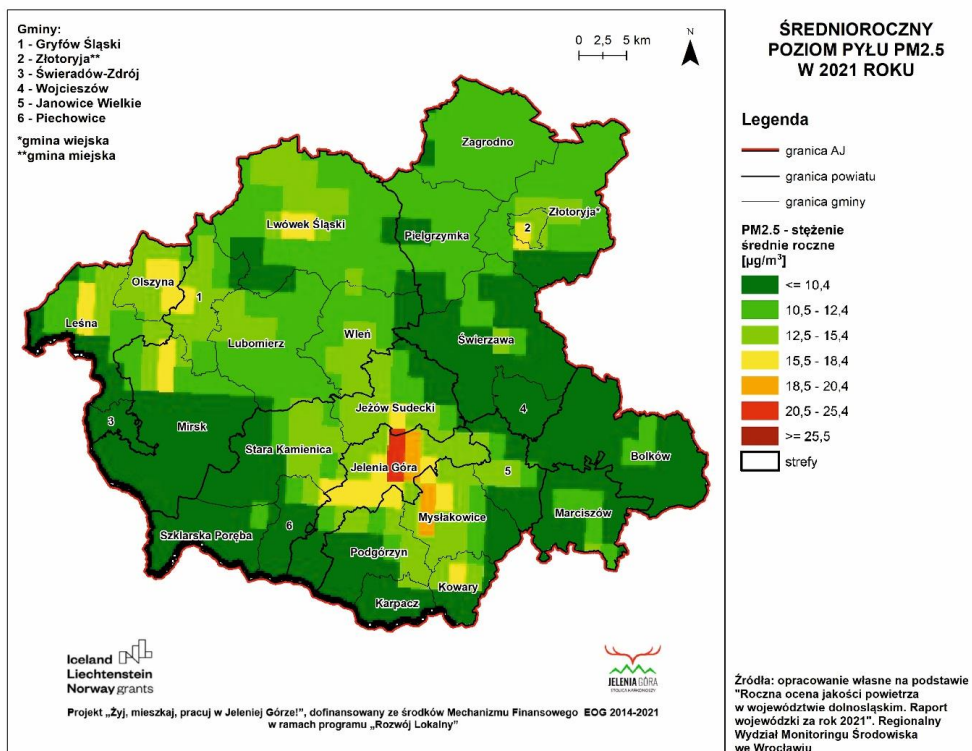 Gminy:
1 - Gryfów Śląski
2 - Złotoryja**
3 - Świeradów-Zdrój
4 - Wojcieszów
5 - Janowice Wielkie
6 - Piechowice
*gmina wiejska
**gmina miejska
0 2,5 5 km
N
ŚREDNIOROCZNY
POZIOM PYŁU PM2.5
W 2021 ROKU
Legenda
granica AJ
granica powiatu
granica gminy
PM2.5 - stężenie
średnie roczne
[µg/m³]
<= 10,4
10,5 - 12,4
12,5 - 15,4
15,5 - 18,4
18,5 - 20,4
20,5 - 25,4
>= 25,5
strefy
Zagrodno
Złotoryja*
2
Lwówek Śląski
Pielgrzymka
Olszyna
1
Leśna
Lubomierz
Wleń
Świerzawa
3
Mirsk
Jeżów Sudecki
4
Stara Kamienica
Jelenia Góra
5
Bolków
Mysłakowice
Marciszów
Szklarska Poręba
6
Podgórzyn
Kowary
Karpacz
Iceland
Liechtenstein
Norway grants
JELENIA GÓRA
STOLICA KARKONOSZY
Projekt „Żyj, mieszkaj, pracuj w Jeleniej Górze!”, dofinansowany ze środków Mechanizmu Finansowego EOG 2014-2021
w ramach programu „Rozwój Lokalny”
Źródła: opracowanie własne na podstawie
"Roczna ocena jakości powietrza
w województwie dolnośląskim. Raport
wojewódzki za rok 2021". Regionalny
Wydział Monitoringu Środowiska
we Wrocławiu